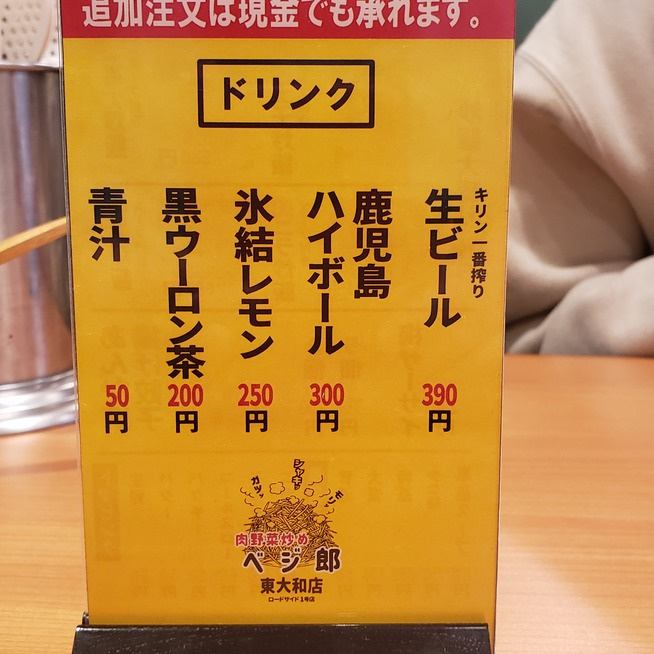 追加注文は現金でも承れます。
ドリンク
キリン一番搾り
生ビール
390
円
鹿児島
ハイボール
300
円
氷結レモン
250
円
黒ウーロン茶
200
円
青汁
50
円
シャキッ
ガツッ
モリッ
肉野菜炒め
ベジ郎
東大和店
ロードサイド1号店